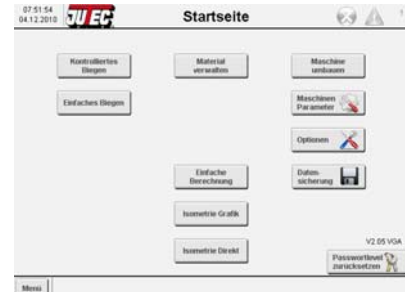 07:51:54
04.12.2010
JUTEC
Startseite
Kontrolliertes
Biegen
Material
verwalten
Maschine
umbauen
Einfaches Biegen
Maschinen
Parameter
Optionen
Einfache
Berechnung
Daten-
sicherung
Isometrie Grafik
Isometrie Direkt
V2.05 VGA
Passwortlevel
zurücksetzen
Menü